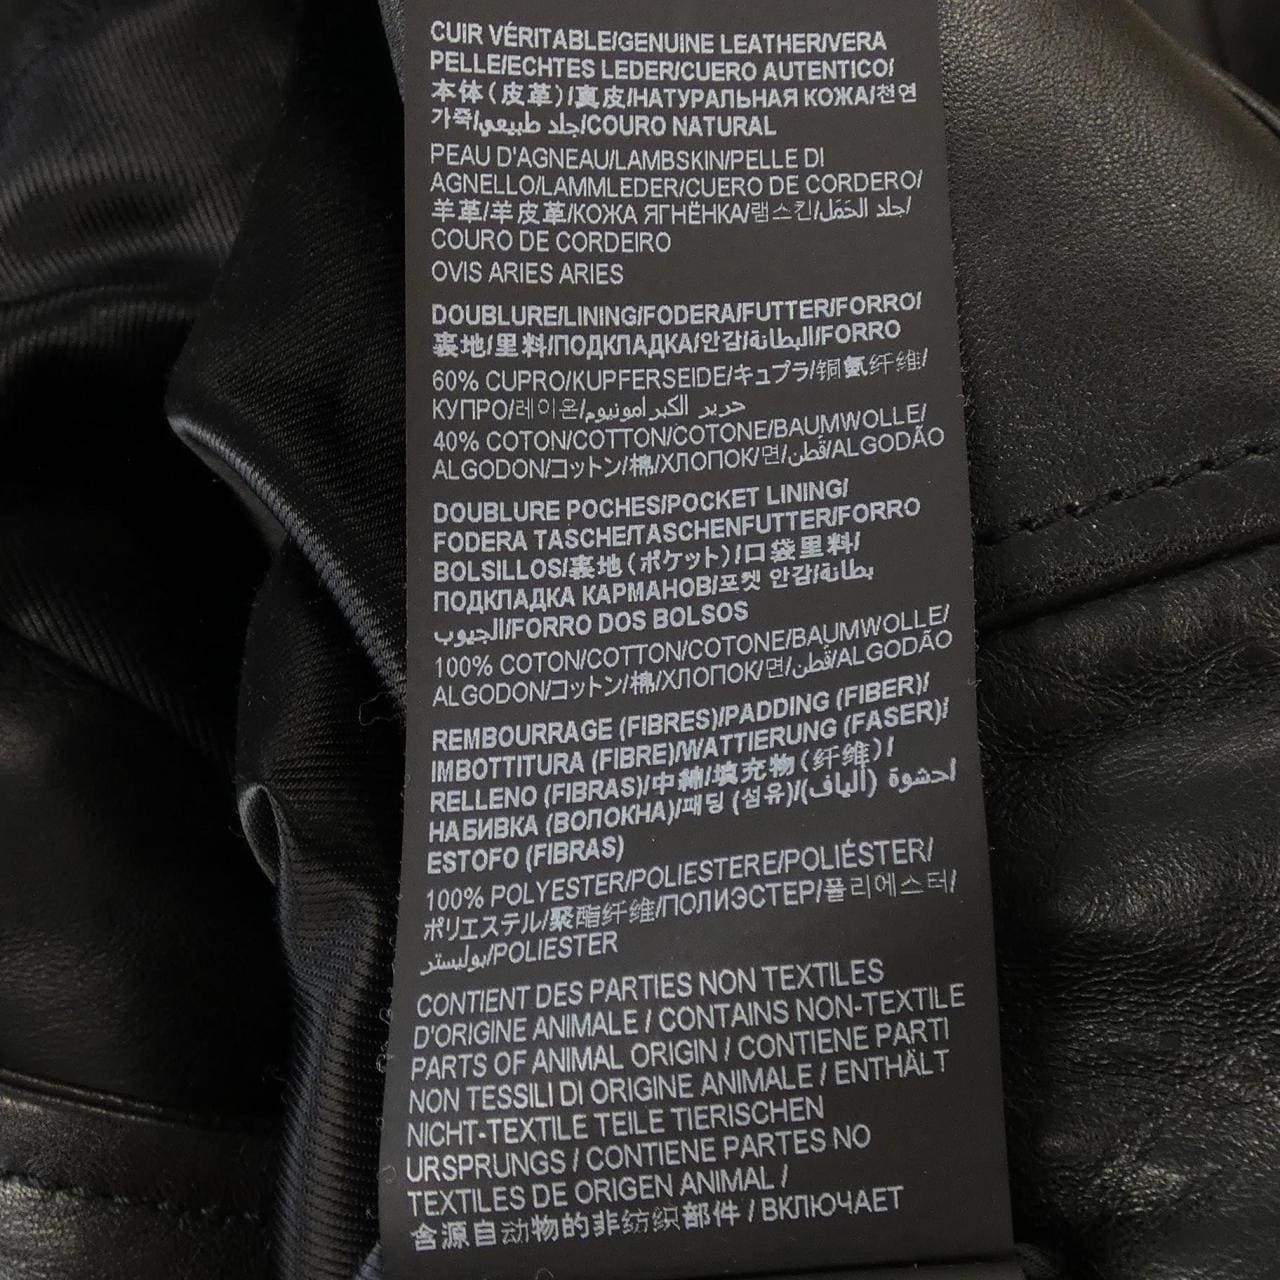 CUIR VÉRITABLE/GENUINE LEATHER/VERA
PELLE/ECHTES LEDER/CUERO AUTENTICO/
本体(皮革)/真皮/НАТУРАЛЬНАЯ КОЖА/천연
가죽/جلد طبيعي/COURO NATURAL
PEAU D'AGNEAU/LAMBSKIN/PELLE DI
AGNELLO/LAMMLEDER/CUERO DE CORDERO/
羊革/羊皮革/КОЖА ЯГНЁНКА/램스킨/جلد الحَمَل/
COURO DE CORDEIRO
OVIS ARIES ARIES
DOUBLURE/LINING/FODERA/FUTTER/FORRO/
裏地/里料/ПОДКЛАДКА/안감/البطانة/FORRO
60% CUPRO/KUPFERSEIDE/キュプラ/铜氨纤维/
КУПРО/레이온/حرير الكبرامونيوم
40% COTON/COTTON/COTONE/BAUMWOLLE/
ALGODON/コットン/棉/ХЛОПОК/면/قُطن/ALGODÃO
DOUBLURE POCHES/POCKET LINING/
FODERA TASCHE/TASCHENFUTTER/FORRO
BOLSILLOS/裏地(ポケット)/口袋里料/
ПОДКЛАДКА КАРМАНОВ/포켓 안감/بطانة
الجيوب/FORRO DOS BOLSOS
100% COTON/COTTON/COTONE/BAUMWOLLE/
ALGODON/コットン/棉/ХЛОПОК/면/قُطن/ALGODÃO
REMBOURRAGE (FIBRES)/PADDING (FIBER)/
IMBOTTITURA (FIBRE)/WATTIERUNG (FASER)/
RELLENO (FIBRAS)/中綿/填充物(纤维)/
НАБИВКА (ВОЛОКНА)/패딩 (섬유)/حشوة (ألياف)/
ESTOFO (FIBRAS)
100% POLYESTER/POLIESTERE/POLIÉSTER/
ポリエステル/聚酯纤维/ПОЛИЭСТЕР/폴리에스터/
بوليستر/POLIESTER
CONTIENT DES PARTIES NON TEXTILES
D'ORIGINE ANIMALE / CONTAINS NON-TEXTILE
PARTS OF ANIMAL ORIGIN / CONTIENE PARTI
NON TESSILI DI ORIGINE ANIMALE / ENTHÄLT
NICHT-TEXTILE TEILE TIERISCHEN
URSPRUNGS / CONTIENE PARTES NO
TEXTILES DE ORIGEN ANIMAL /
含源自动物的非纺织部件 / ВКЛЮЧАЕТ